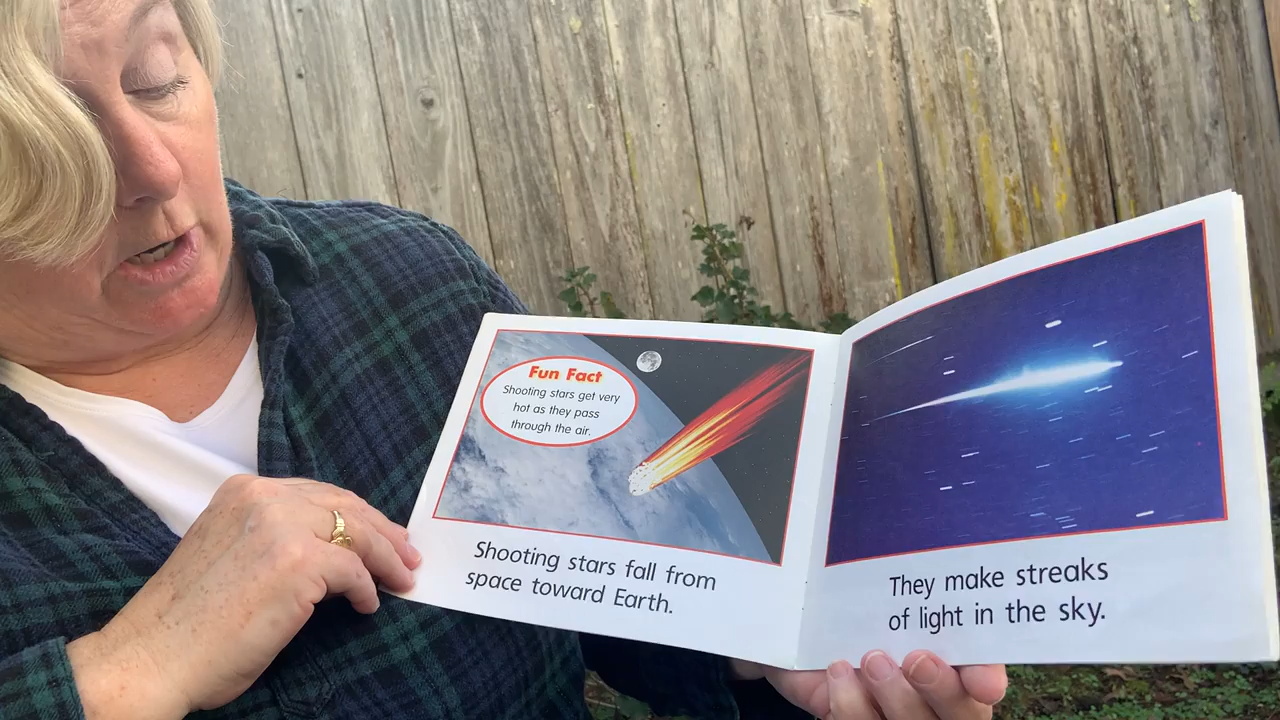 Fun Fact
Shooting stars get very
hot as they pass
through the air.
Shooting stars fall from
space toward Earth.
They make streaks
of light in the sky.